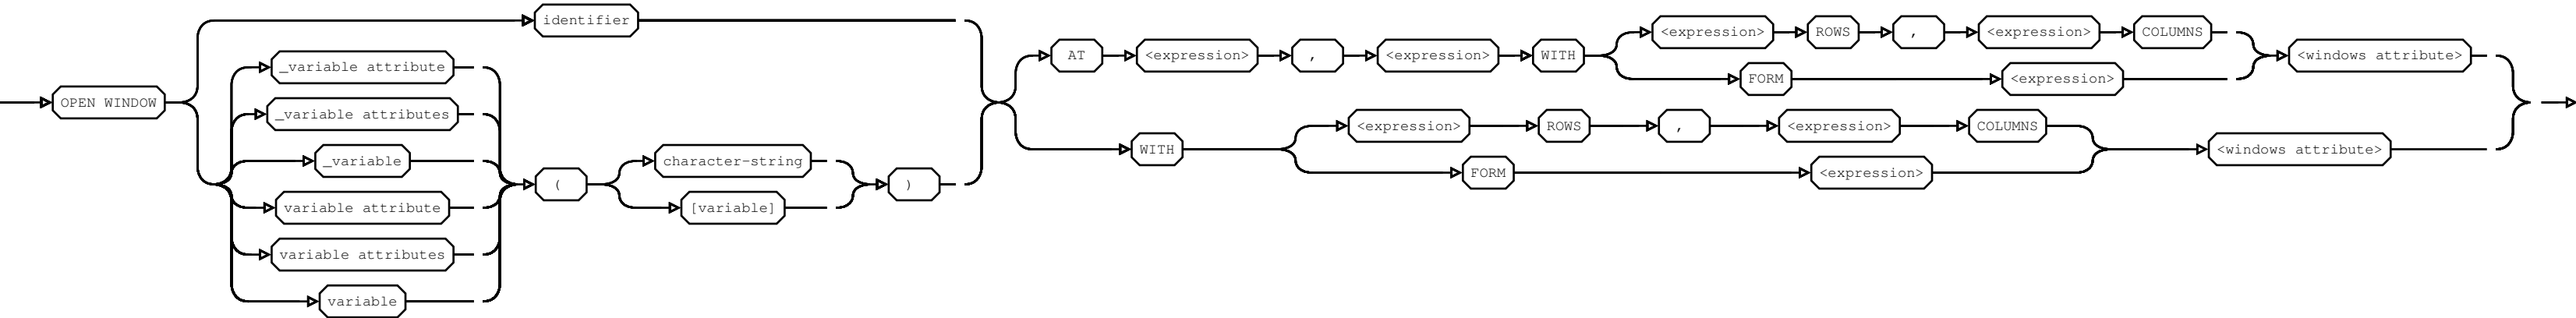 OPEN WINDOW
identifier
_variable attribute
_variable attributes
_variable
variable attribute
variable attributes
variable
(
character-string
[variable]
)
AT <expression> , <expression> WITH
<expression> ROWS , <expression> COLUMNS
FORM <expression>
<windows attribute>
WITH
<expression> ROWS , <expression> COLUMNS
FORM <expression>
<windows attribute>